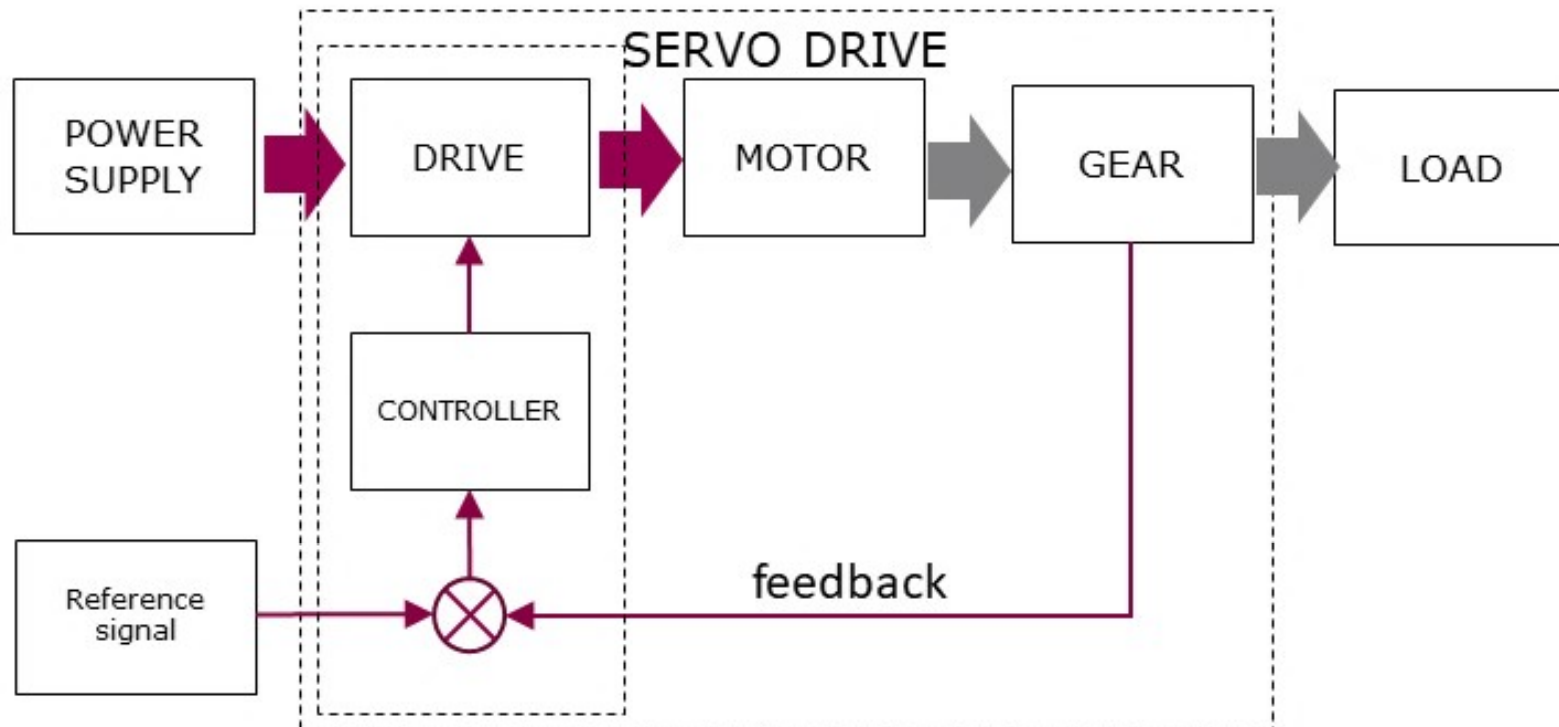 SERVO DRIVE
POWER
SUPPLY
DRIVE
MOTOR
GEAR
LOAD
CONTROLLER
Reference
signal
feedback